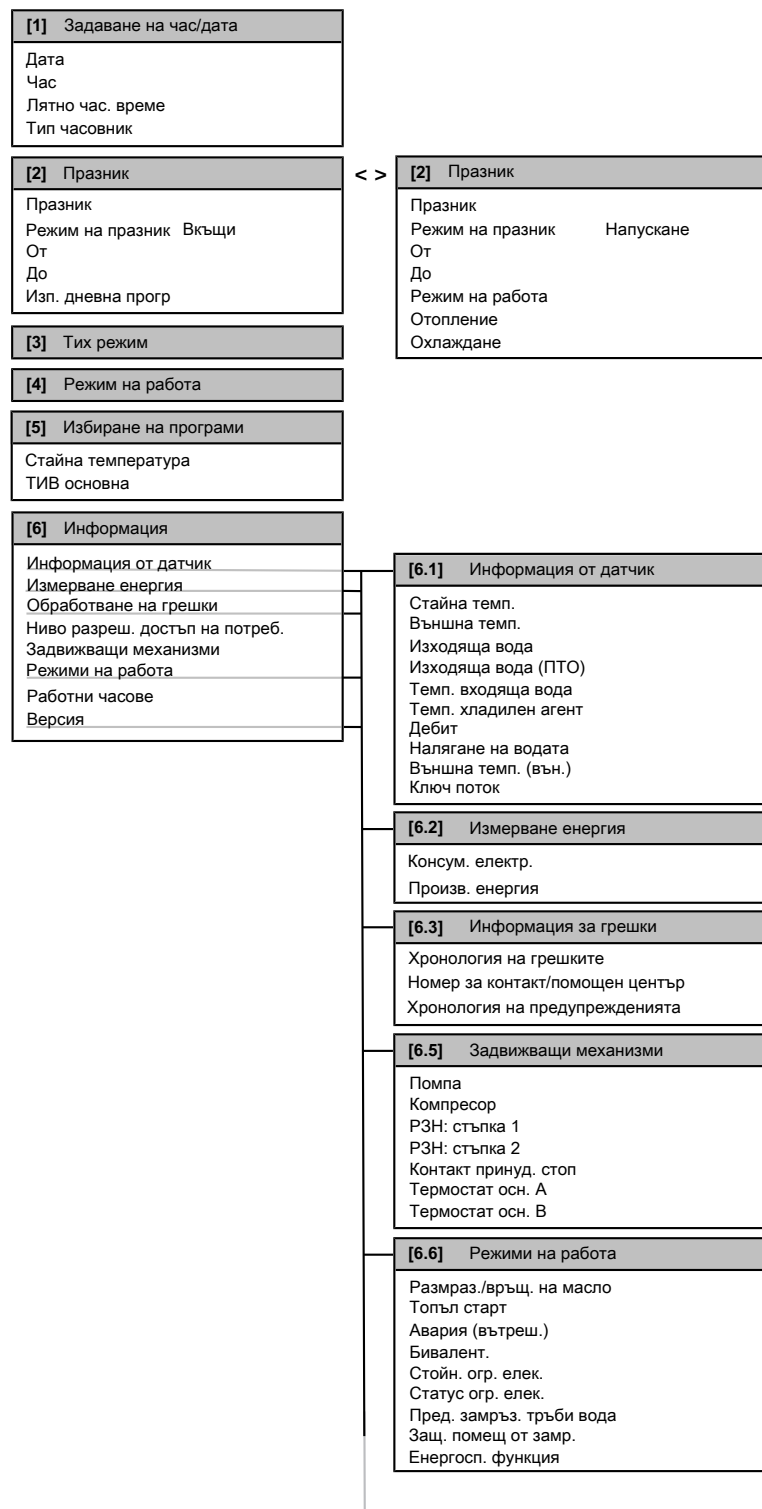 [1] Задаване на час/дата
Дата
Час
Лятно час. време
Тип часовник
[2] Празник
Празник
Режим на празник Вкъщи
От
До
Изп. дневна прогр
< >
[2] Празник
Празник
Режим на празник Напускане
От
До
Режим на работа
Отопление
Охлаждане
[3] Тих режим
[4] Режим на работа
[5] Избиране на програми
Стайна температура
ТИВ основна
[6] Информация
Информация от датчик
Измерване енергия
Обработване на грешки
Ниво разреш. достъп на потреб.
Задвижващи механизми
Режими на работа
Работни часове
Версия
[6.1] Информация от датчик
Стайна темп.
Външна темп.
Изходяща вода
Изходяща вода (ПТО)
Темп. входяща вода
Темп. хладилен агент
Дебит
Налягане на водата
Външна темп. (вън.)
Ключ поток
[6.2] Измерване енергия
Консум. електр.
Произв. енергия
[6.3] Информация за грешки
Хронология на грешките
Номер за контакт/помощен център
Хронология на предупрежденията
[6.5] Задвижващи механизми
Помпа
Компресор
РЗН: стъпка 1
РЗН: стъпка 2
Контакт принуд. стоп
Термостат осн. А
Термостат осн. В
[6.6] Режими на работа
Размраз./връщ. на масло
Топъл старт
Авария (вътреш.)
Бивалент.
Стойн. огр. елек.
Статус огр. елек.
Пред. замръз. тръби вода
Защ. помещ от замр.
Енергосп. функция